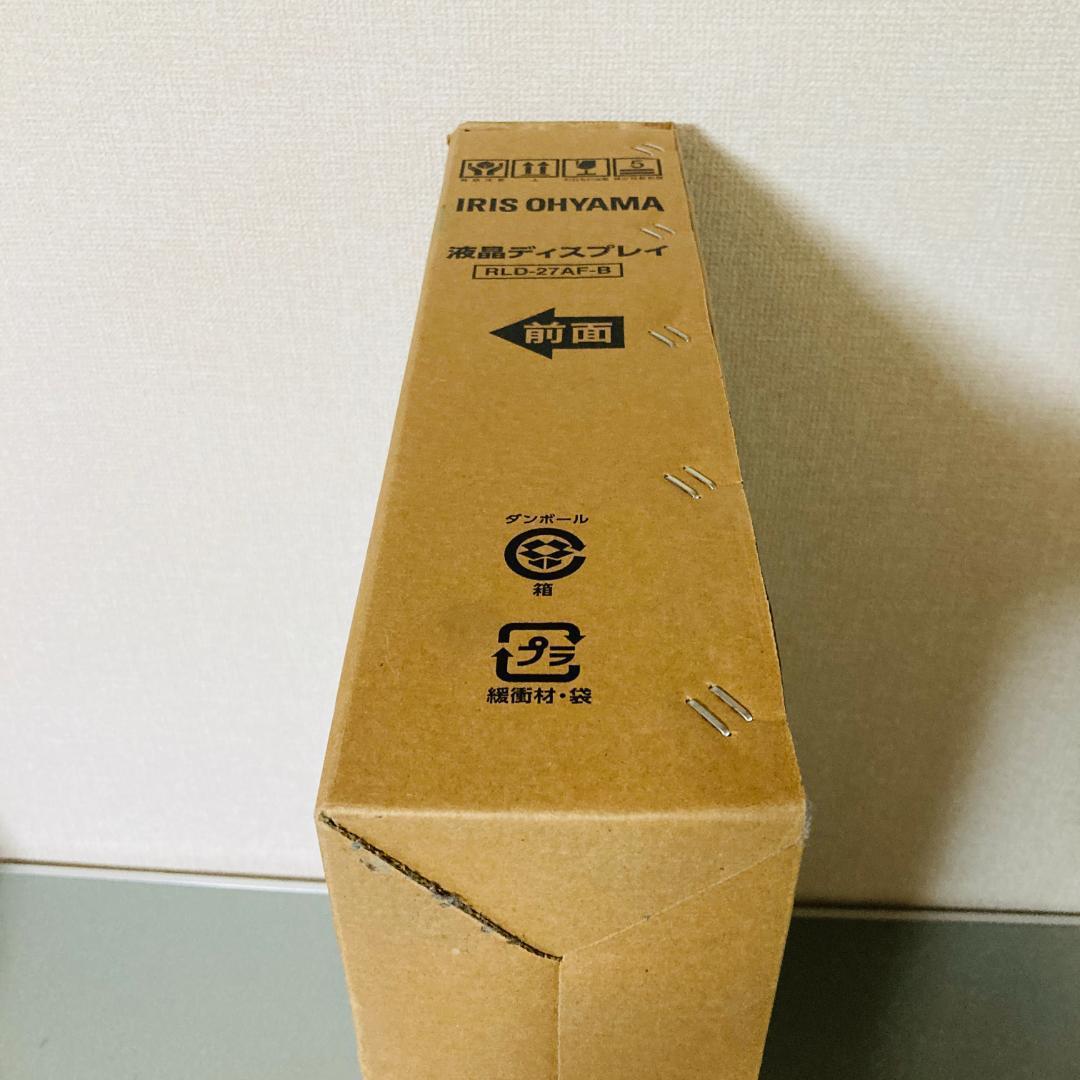 5
IRIS OHYAMA
液晶ディスプレイ
RLD-27AF-B
前面
ダンボール
箱
プラ
緩衝材・袋